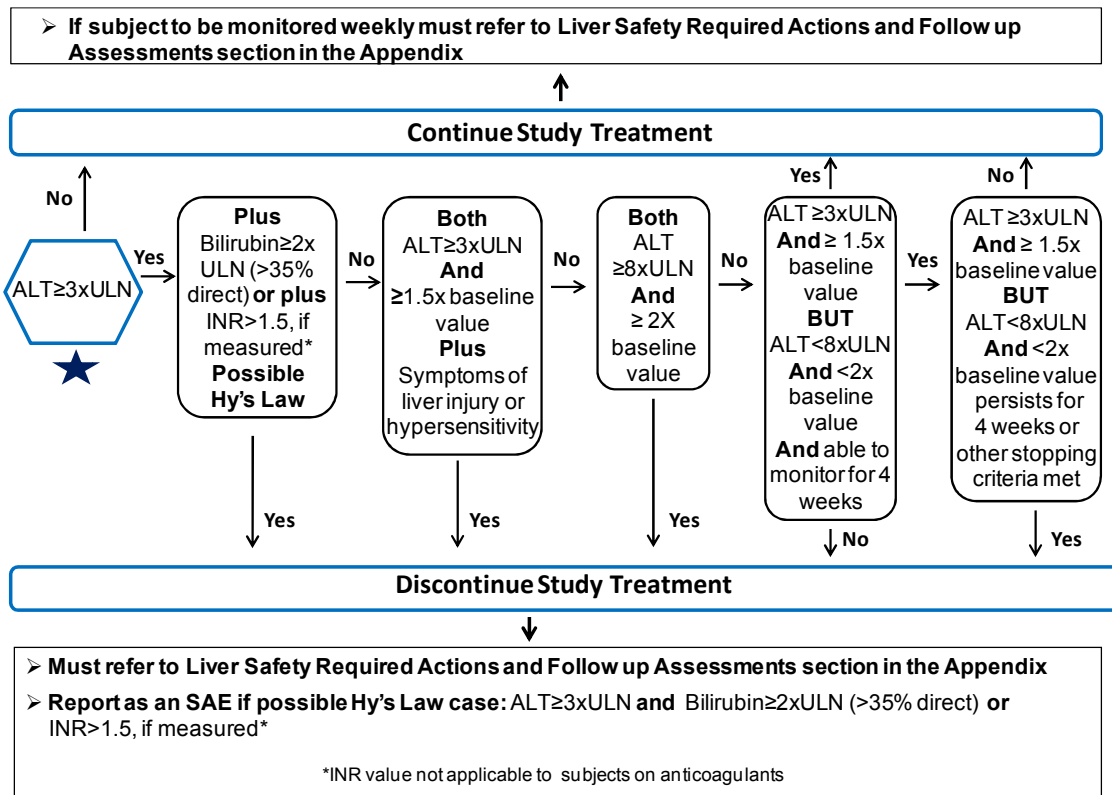 ➢ If subject to be monitored weekly must refer to Liver Safety Required Actions and Follow up
Assessments section in the Appendix
Continue Study Treatment
No
ALT≥3xULN
Yes
Plus
Bilirubin≥2x
ULN (>35%
direct) or plus
INR>1.5, if
measured*
Possible
Hy's Law
Yes
No
Both
ALT≥3xULN
And
≥1.5x baseline
value
Plus
Symptoms of
liver injury or
hypersensitivity
Yes
No
Both
ALT
≥8xULN
And
≥ 2X
baseline
value
Yes
No
Yes
ALT≥3xULN
And ≥ 1.5x
baseline
value
BUT
ALT<8xULN
And <2x
baseline
value
And able to
monitor for 4
weeks
No
Yes
No
ALT ≥3xULN
And ≥ 1.5x
baseline value
BUT
ALT<8xULN
And <2x
baseline value
persists for
4 weeks or
other stopping
criteria met
Yes
Discontinue Study Treatment
➢ Must refer to Liver Safety Required Actions and Follow up Assessments section in the Appendix
➢ Report as an SAE if possible Hy's Law case: ALT≥3xULN and Bilirubin≥2xULN (>35% direct) or
INR>1.5, if measured*
*INR value not applicable to subjects on anticoagulants